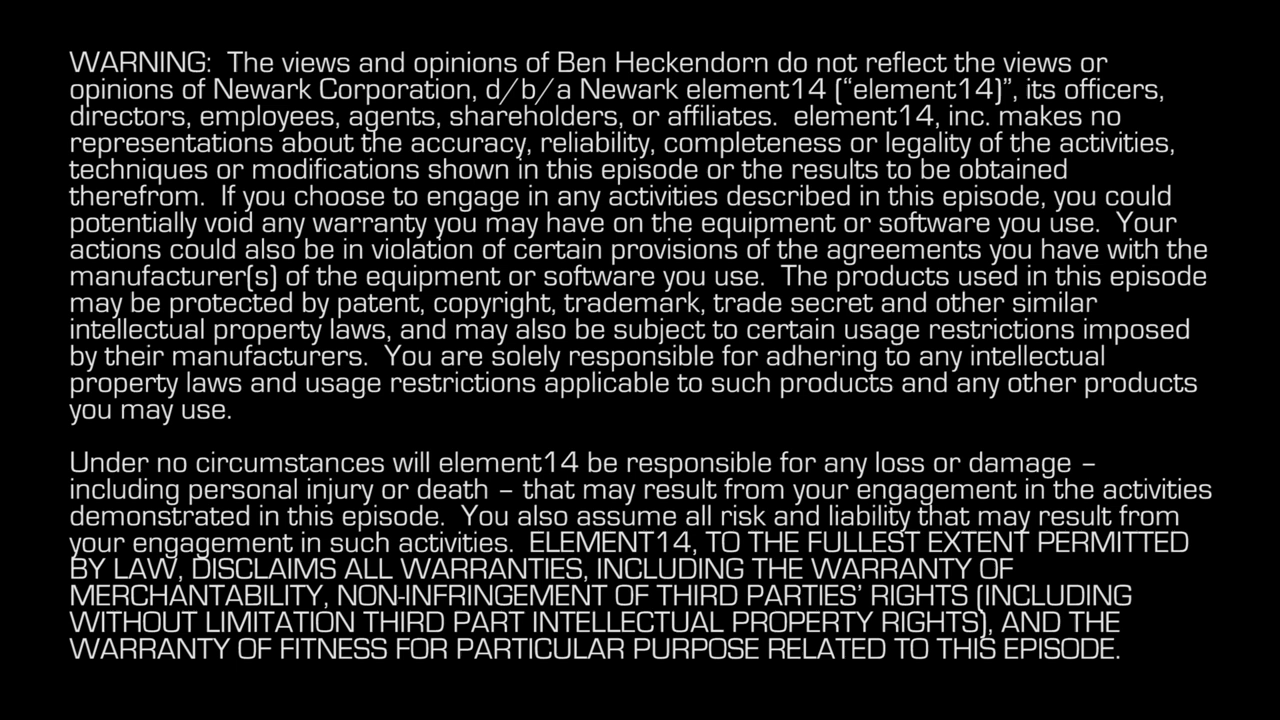 WARNING:  The views and opinions of Ben Heckendorn do not reflect the views or
opinions of Newark Corporation, d/b/a Newark element14 (“element14)”, its officers,
directors, employees, agents, shareholders, or affiliates.  element14, inc. makes no
representations about the accuracy, reliability, completeness or legality of the activities,
techniques or modifications shown in this episode or the results to be obtained
therefrom.  If you choose to engage in any activities described in this episode, you could
potentially void any warranty you may have on the equipment or software you use.  Your
actions could also be in violation of certain provisions of the agreements you have with the
manufacturer(s) of the equipment or software you use.  The products used in this episode
may be protected by patent, copyright, trademark, trade secret and other similar
intellectual property laws, and may also be subject to certain usage restrictions imposed
by their manufacturers.  You are solely responsible for adhering to any intellectual
property laws and usage restrictions applicable to such products and any other products
you may use.

Under no circumstances will element14 be responsible for any loss or damage –
including personal injury or death – that may result from your engagement in the activities
demonstrated in this episode.  You also assume all risk and liability that may result from
your engagement in such activities.  ELEMENT14, TO THE FULLEST EXTENT PERMITTED
BY LAW, DISCLAIMS ALL WARRANTIES, INCLUDING THE WARRANTY OF
MERCHANTABILITY, NON-INFRINGEMENT OF THIRD PARTIES’ RIGHTS (INCLUDING
WITHOUT LIMITATION THIRD PART INTELLECTUAL PROPERTY RIGHTS), AND THE
WARRANTY OF FITNESS FOR PARTICULAR PURPOSE RELATED TO THIS EPISODE.